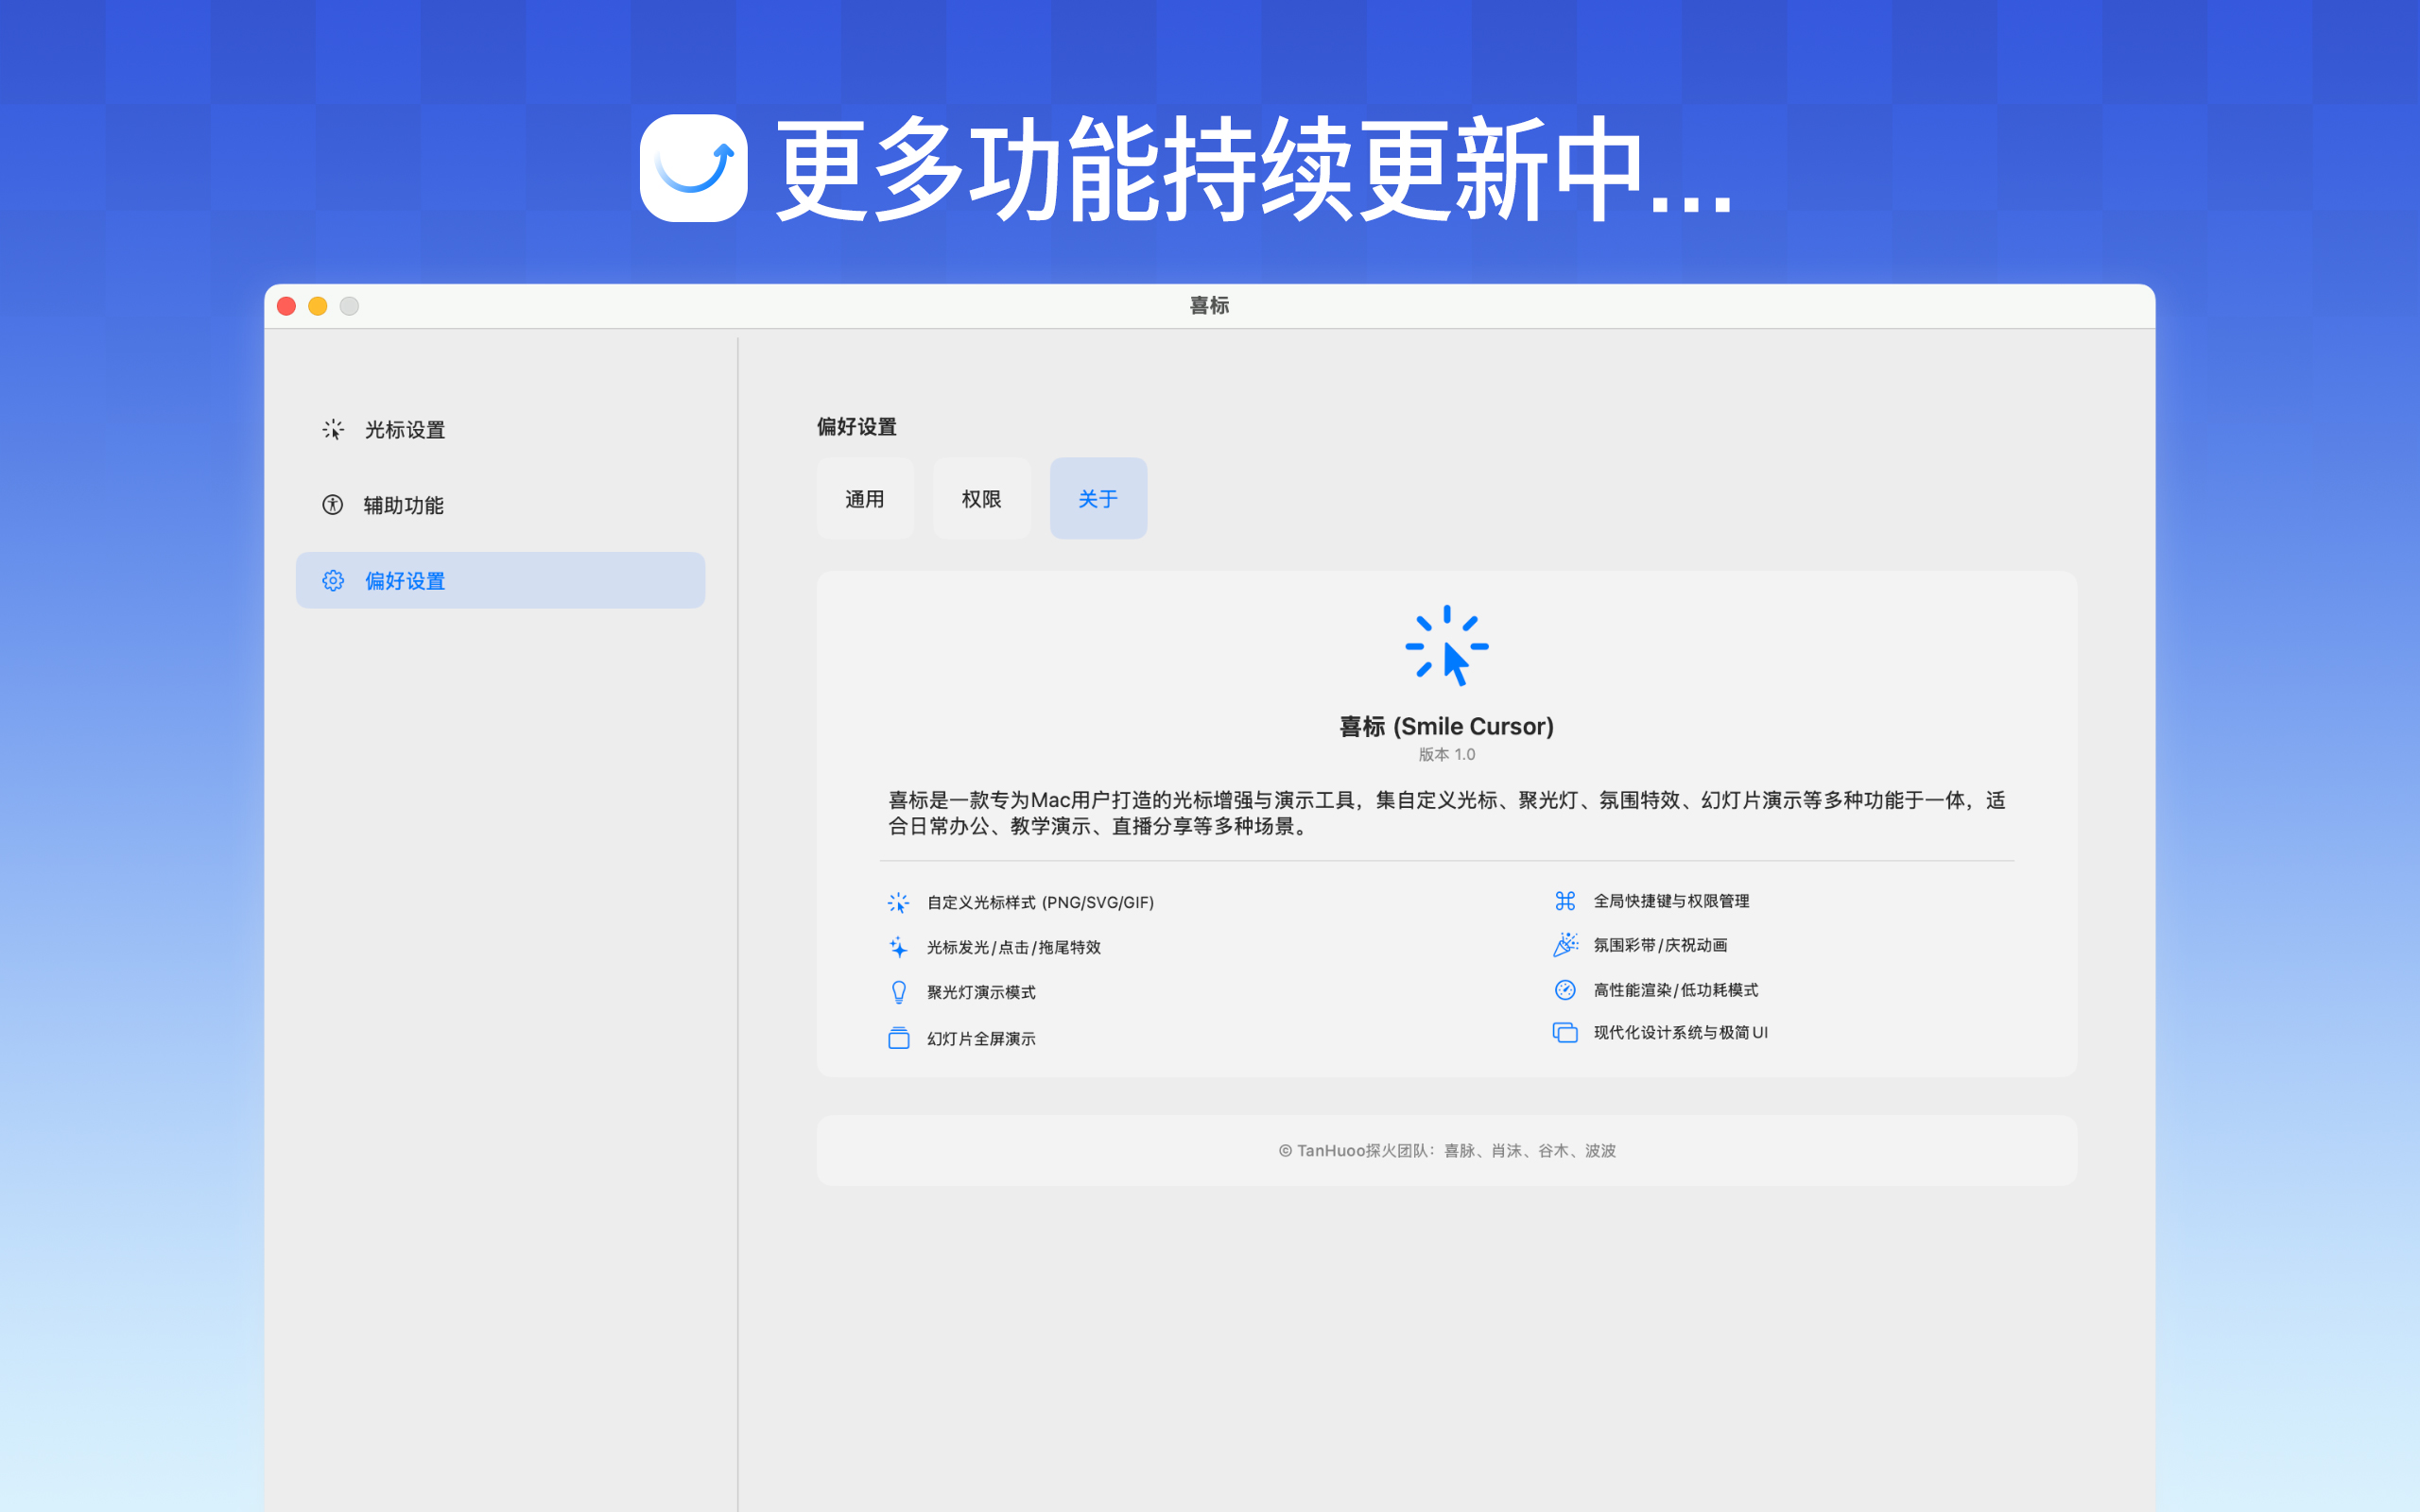 更多功能持续更新中...
喜标
光标设置
辅助功能
偏好设置
偏好设置
通用
权限
关于
喜标 (Smile Cursor)
版本 1.0
喜标是一款专为Mac用户打造的光标增强与演示工具，集自定义光标、聚光灯、氛围特效、幻灯片演示等多种功能于一体，适
合日常办公、教学演示、直播分享等多种场景。
自定义光标样式 (PNG/SVG/GIF)
光标发光/点击/拖尾特效
聚光灯演示模式
幻灯片全屏演示
全局快捷键与权限管理
氛围彩带/庆祝动画
高性能渲染/低功耗模式
现代化设计系统与极简 UI
© TanHuoo探火团队：喜脉、肖沫、谷木、波波